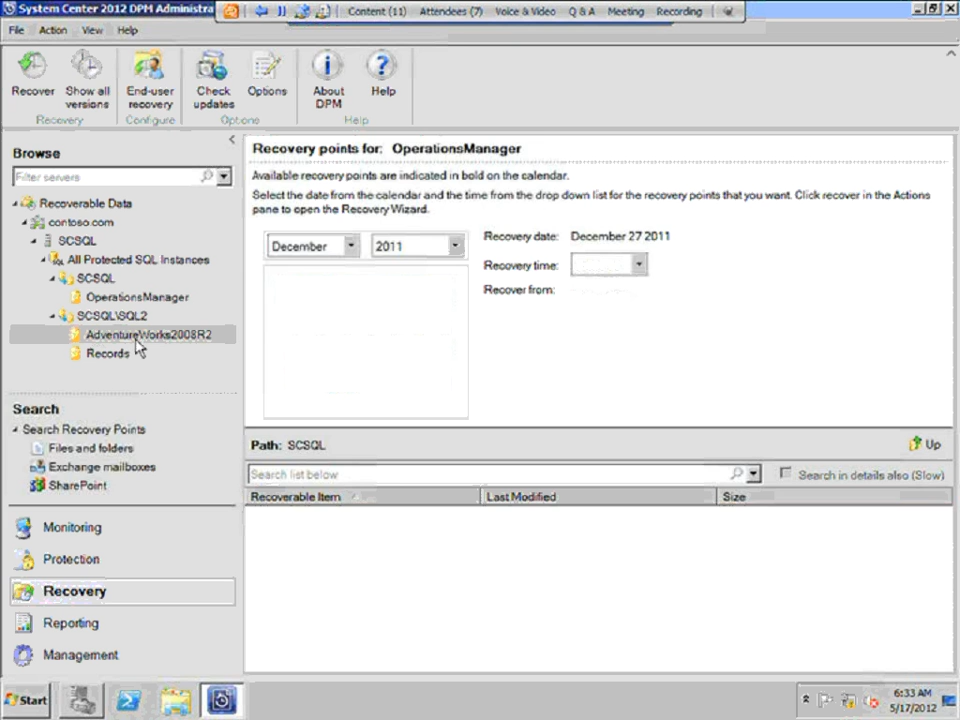 System Center 2012 DPM Administra
Content (11) Attendees (7) Voice & Video Q & A Meeting Recording
File Action View Help
Recover Show all versions End-user recovery Check updates Options About DPM Help
Recovery Configure Options Help
Browse
Filter servers
Recoverable Data
contoso.com
SCSQL
All Protected SQL Instances
SCSQL
OperationsManager
SCSQL\SQL2
AdventureWorks2008R2
Records
Search
Search Recovery Points
Files and folders
Exchange mailboxes
SharePoint
Monitoring
Protection
Recovery
Reporting
Management
Recovery points for: OperationsManager
Available recovery points are indicated in bold on the calendar.
Select the date from the calendar and the time from the drop down list for the recovery points that you want. Click recover in the Actions
pane to open the Recovery Wizard.
December 2011
Recovery date: December 27 2011
Recovery time:
Recover from:
Path: SCSQL
Up
Search list below
Search in details also (Slow)
Recoverable Item Last Modified Size
Start
6:33 AM
5/17/2012